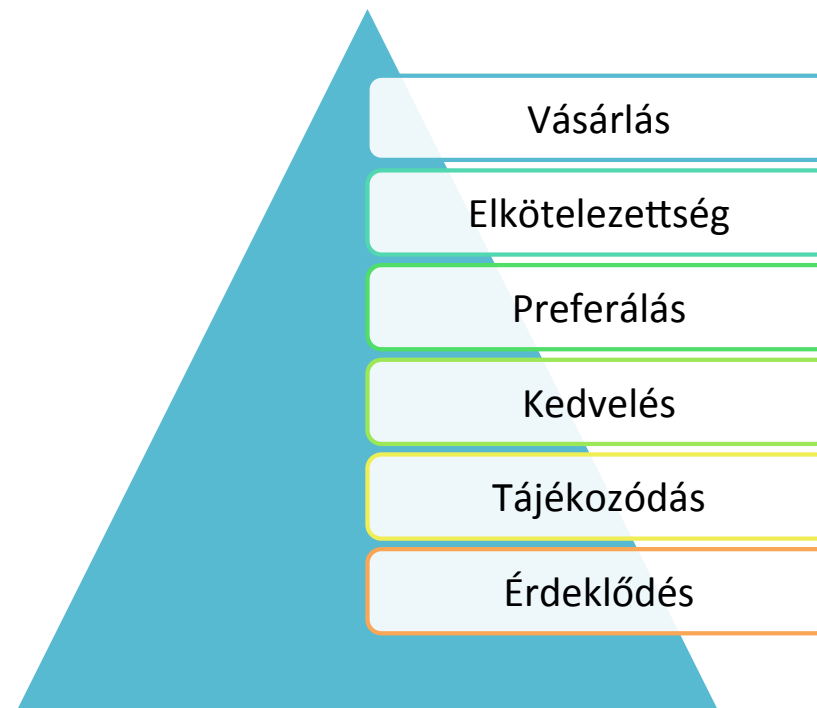 Vásárlás
Elkötelezettség
Preferálás
Kedvelés
Tájékozódás
Érdeklődés